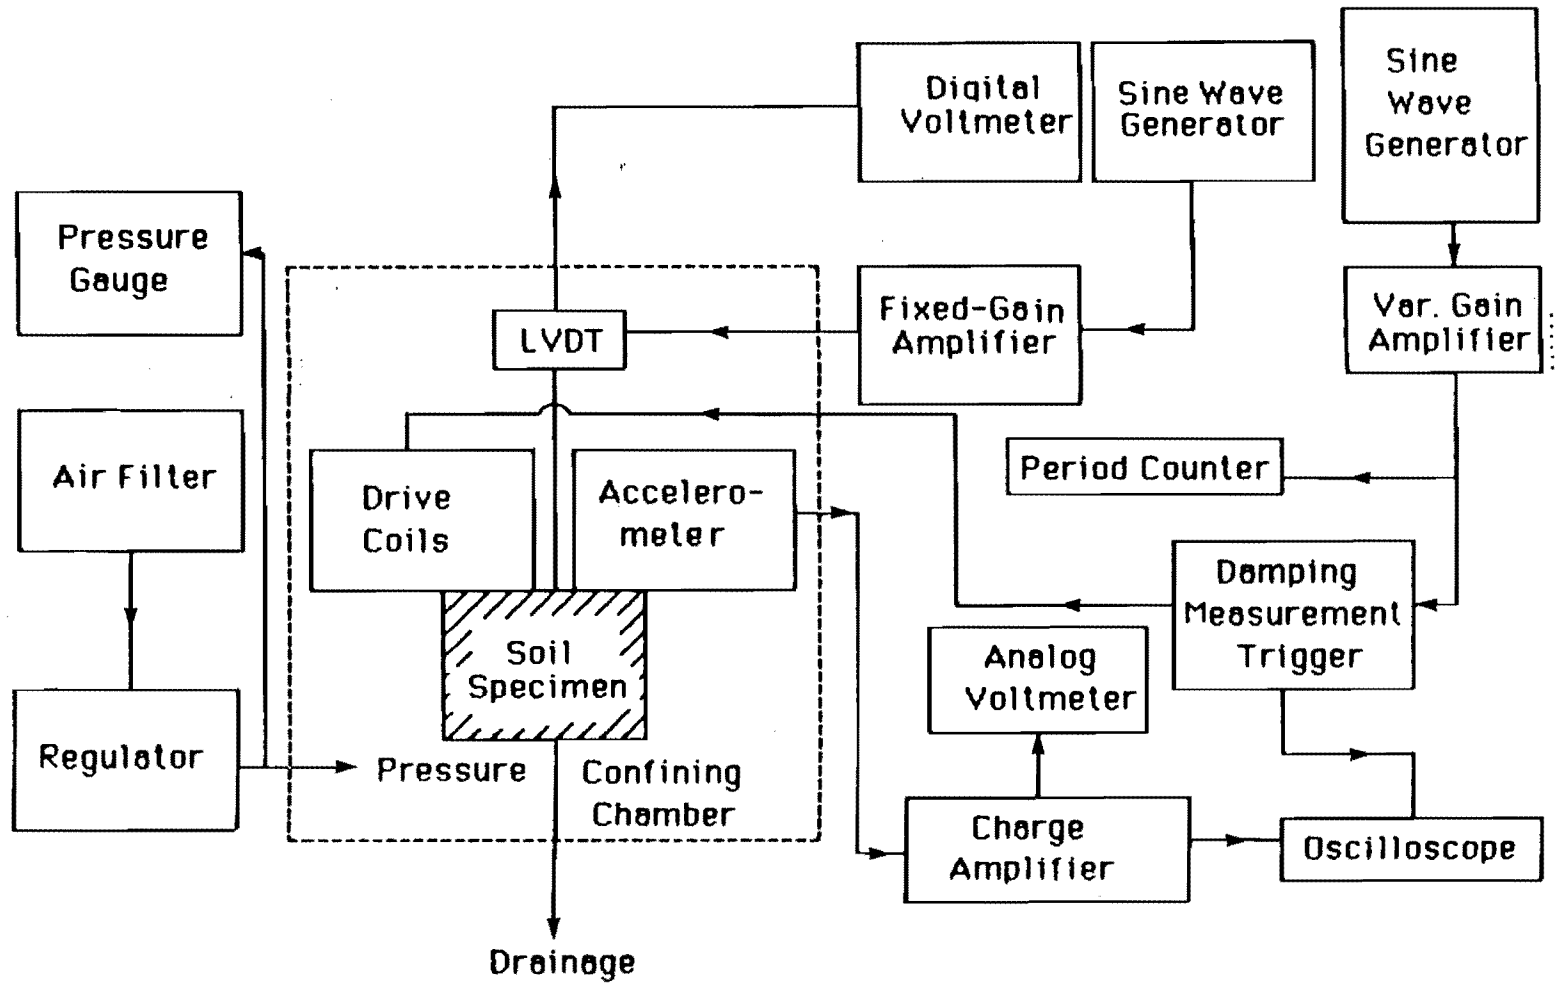 Digital
Voltmeter
Sine Wave
Generator
Sine
Wave
Generator
Pressure
Gauge
LVDT
Fixed-Gain
Amplifier
Var. Gain
Amplifier
Air Filter
Drive
Coils
Accelero-
meter
Period Counter
Damping
Measurement
Trigger
Soil
Specimen
Analog
Voltmeter
Regulator
Pressure
Confining
Chamber
Charge
Amplifier
Oscilloscope
Drainage